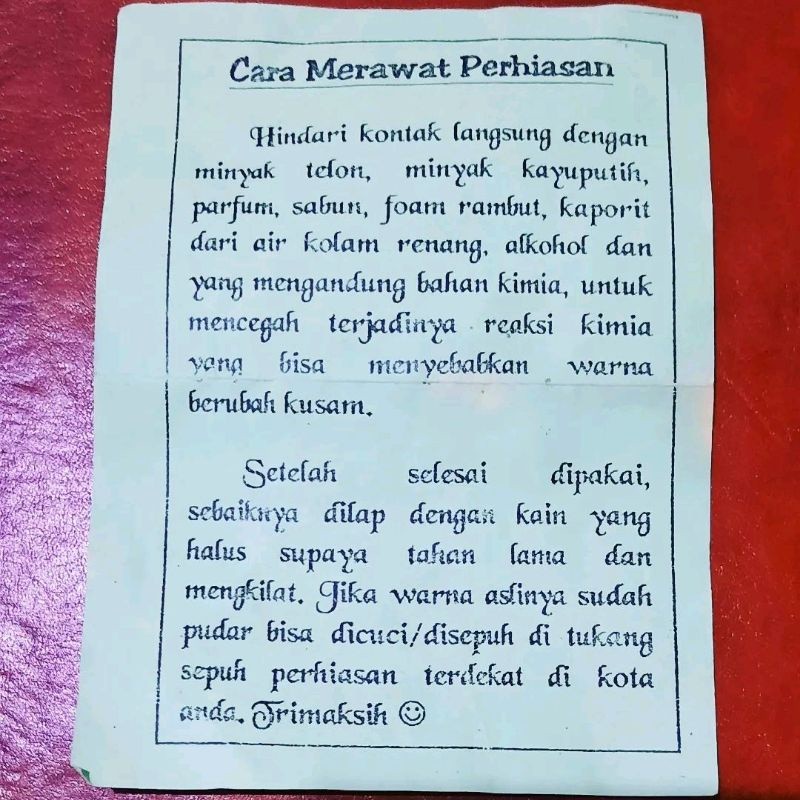 Cara Merawat Perhiasan
Hindari kontak langsung dengan
minyak telon, minyak kayuputih,
parfum, sabun, foam rambut, kaporit
dari air kolam renang, alkohol dan
yang mengandung bahan kimia, untuk
mencegah terjadinya reaksi kimia
yang bisa menyebabkan warna
berubah kusam.
Setelah selesai dipakai,
sebaiknya dilap dengan kain yang
halus supaya tahan lama dan
mengkilat. Jika warna aslinya sudah
pudar bisa dicuci/disepuh di tukang
sepuh perhiasan terdekat di kota
anda. Trimaksih ☺